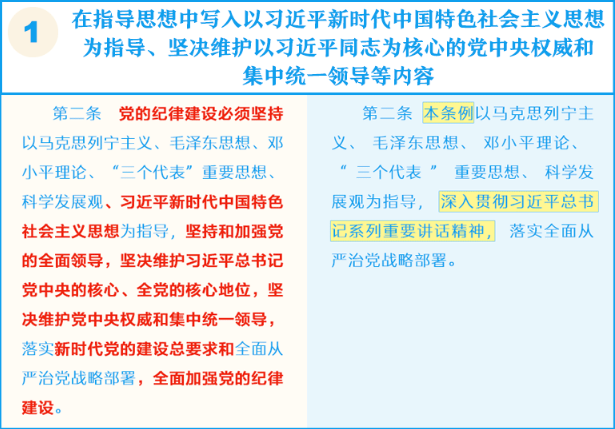 1
在指导思想中写入以习近平新时代中国特色社会主义思想
为指导、坚决维护以习近平同志为核心的党中央权威和
集中统一领导等内容
第二条 党的纪律建设必须坚持
以马克思列宁主义、毛泽东思想、邓
小平理论、“三个代表”重要思想、
科学发展观、习近平新时代中国特色
社会主义思想为指导，坚持和加强党
的全面领导，坚决维护习近平总书记
党中央的核心、全党的核心地位，坚
决维护党中央权威和集中统一领导，
落实新时代党的建设总要求和全面从
严治党战略部署，全面加强党的纪律
建设。
第二条 本条例以马克思列宁主
义、 毛泽东思想、 邓小平理论、
“ 三个代表 ” 重要思想、 科学发
展观为指导， 深入贯彻习近平总书
记系列重要讲话精神， 落实全面从
严治党战略部署。